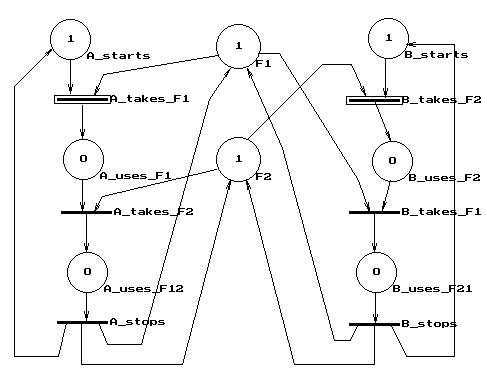 1
A_starts
1
F1
1
B_starts
A_takes_F1
B_takes_F2
0
A_uses_F1
1
F2
0
B_uses_F2
A_takes_F2
B_takes_F1
0
A_uses_F12
0
B_uses_F21
A_stops
B_stops